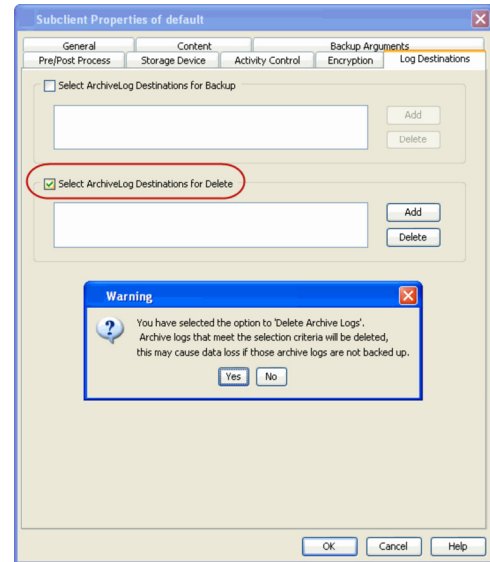 Subclient Properties of default
General Content Backup Arguments
Pre/Post Process Storage Device Activity Control Encryption Log Destinations
Select ArchiveLog Destinations for Backup
Add
Delete
Select ArchiveLog Destinations for Delete
Add
Delete
Warning
You have selected the option to 'Delete Archive Logs'.
Archive logs that meet the selection criteria will be deleted,
this may cause data loss if those archive logs are not backed up.
Yes No
OK Cancel Help